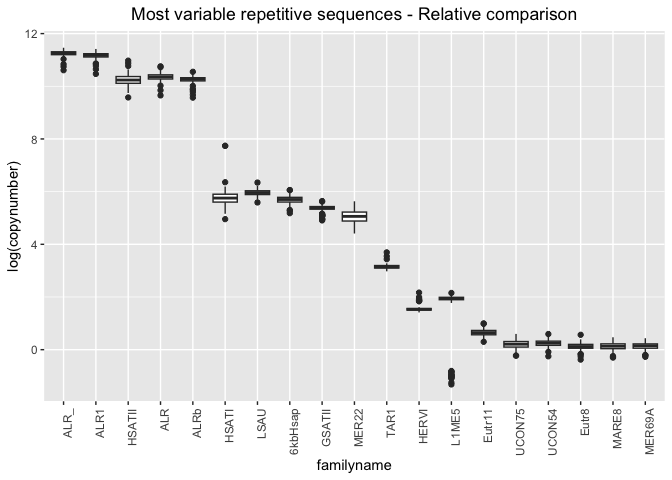 Most variable repetitive sequences - Relative comparison
log(copynumber)
12
8
4
0
ALR_
ALR1
HSATII
ALR
ALRb
HSATI
LSAU
6kbHsap
GSATII
MER22
TAR1
HERVI
L1ME5
Eutr11
UCON75
UCON54
Eutr8
MARE8
MER69A
familyname